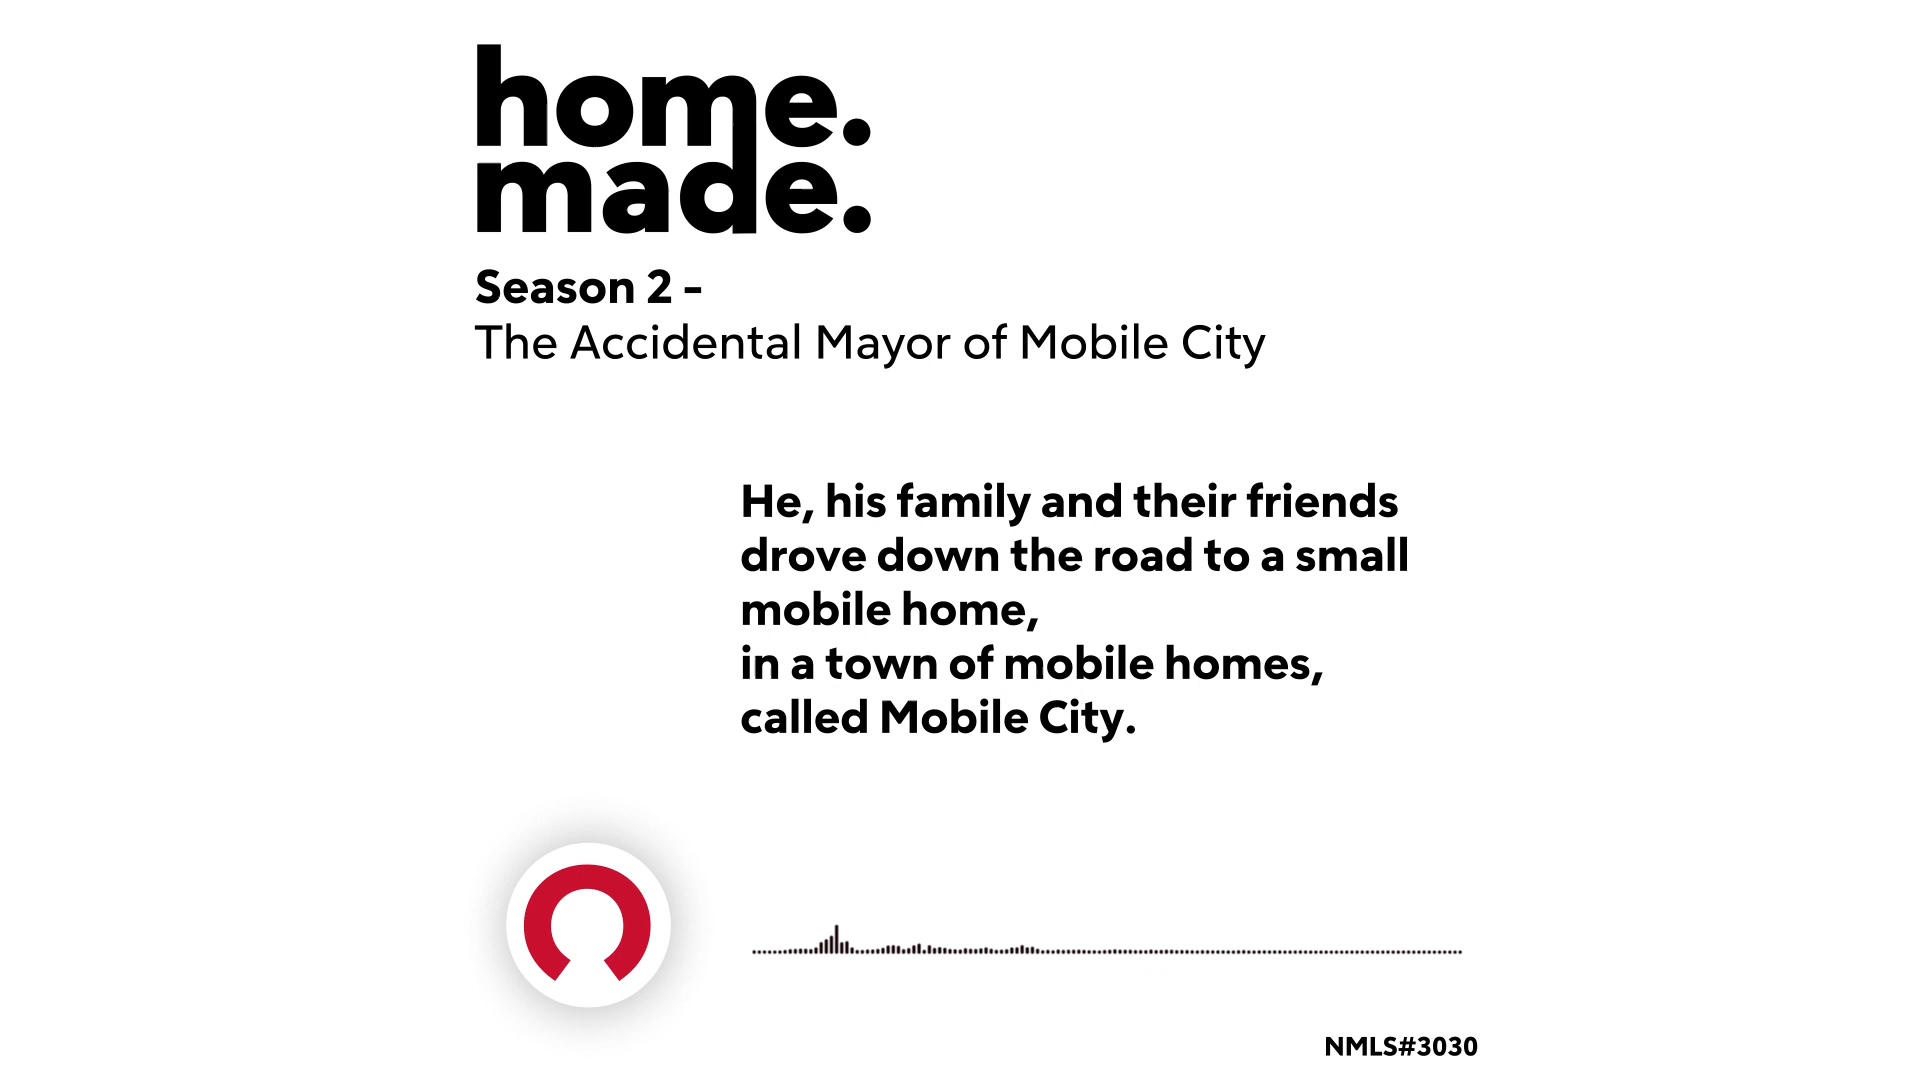 home.
made.
Season 2 -
The Accidental Mayor of Mobile City
He, his family and their friends
drove down the road to a small
mobile home,
in a town of mobile homes,
called Mobile City.
NMLS#3030